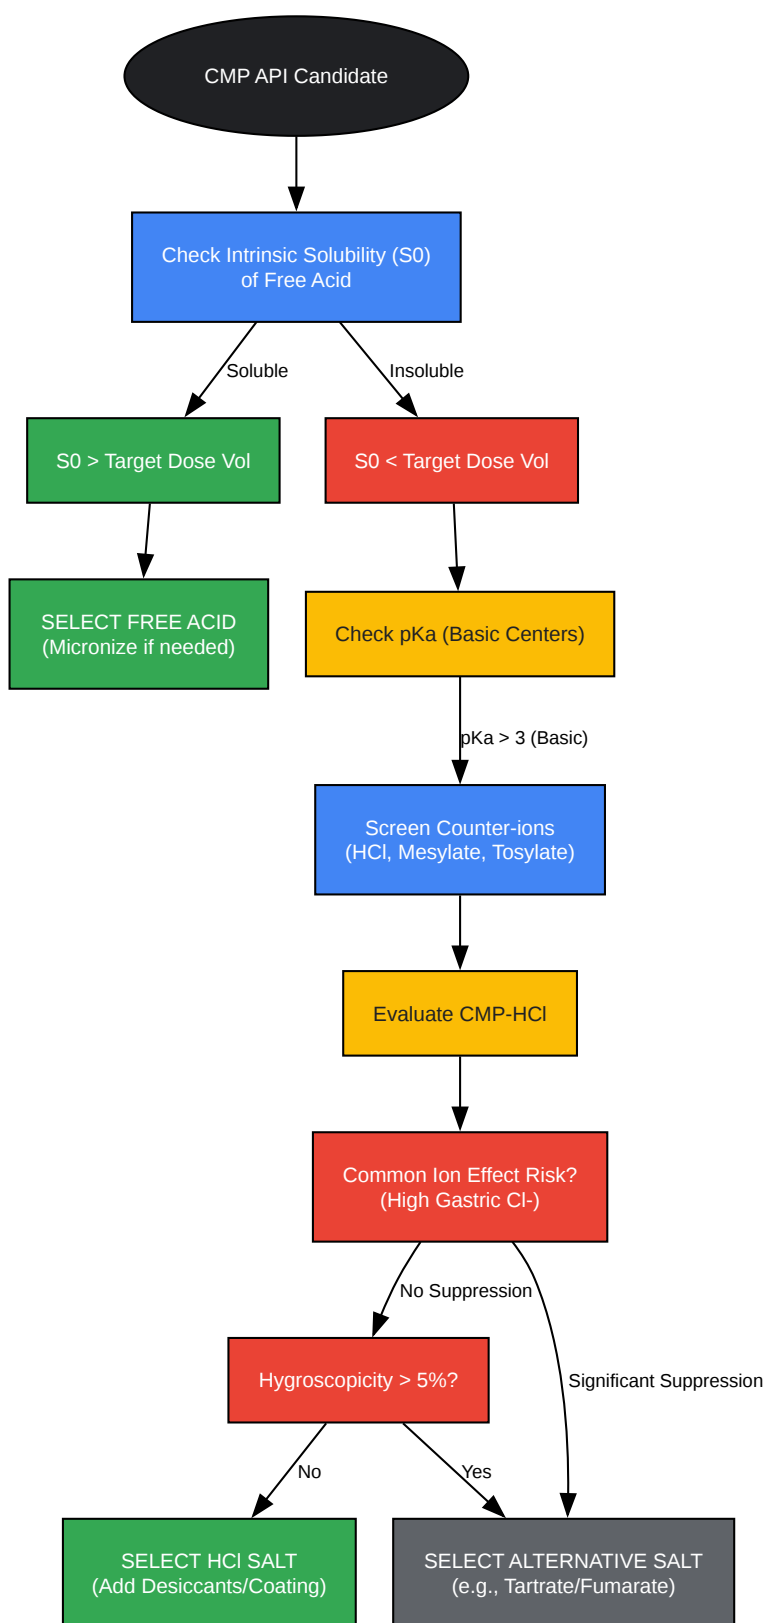 CMP API Candidate
Check Intrinsic Solubility (S0)
of Free Acid
Soluble
Insoluble
S0 > Target Dose Vol
S0 < Target Dose Vol
SELECT FREE ACID
(Micronize if needed)
Check pKa (Basic Centers)
pKa > 3 (Basic)
Screen Counter-ions
(HCl, Mesylate, Tosylate)
Evaluate CMP-HCl
Common Ion Effect Risk?
(High Gastric Cl-)
No Suppression
Significant Suppression
Hygroscopicity > 5%?
No
Yes
SELECT HCl SALT
(Add Desiccants/Coating)
SELECT ALTERNATIVE SALT
(e.g., Tartrate/Fumarate)